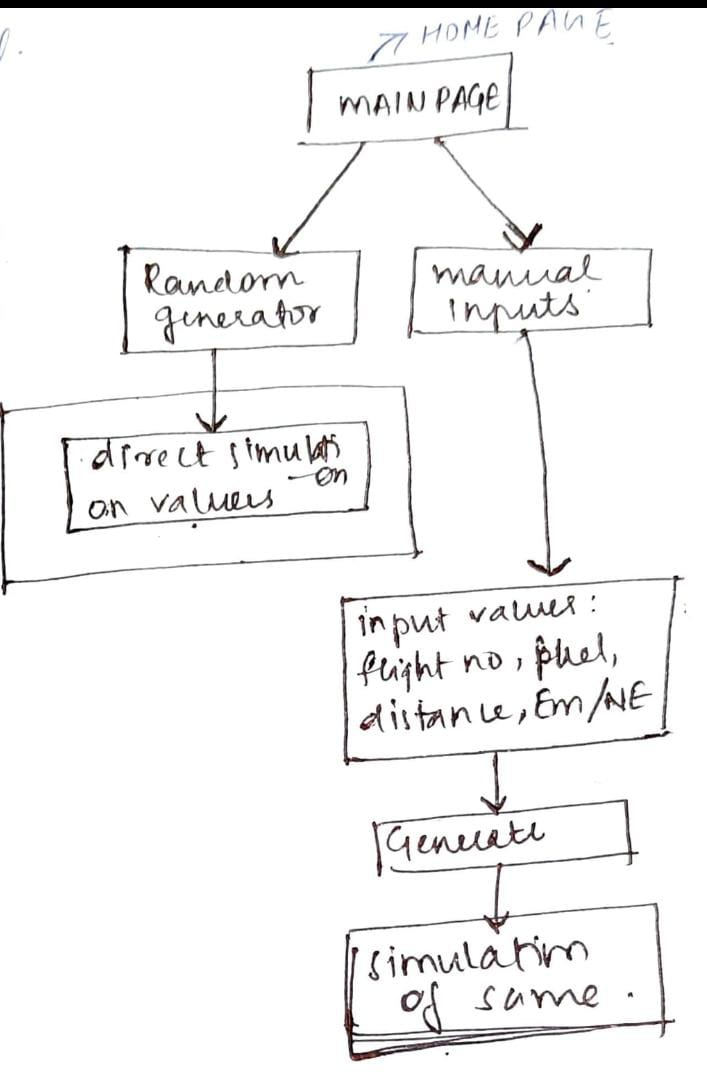 ↗ HOME PAGE
MAIN PAGE
Random
generator
manual
inputs
direct simulati
-on
on values
input values:
flight no, fuel,
distance, Em/NE
Generate
simulation
of same.